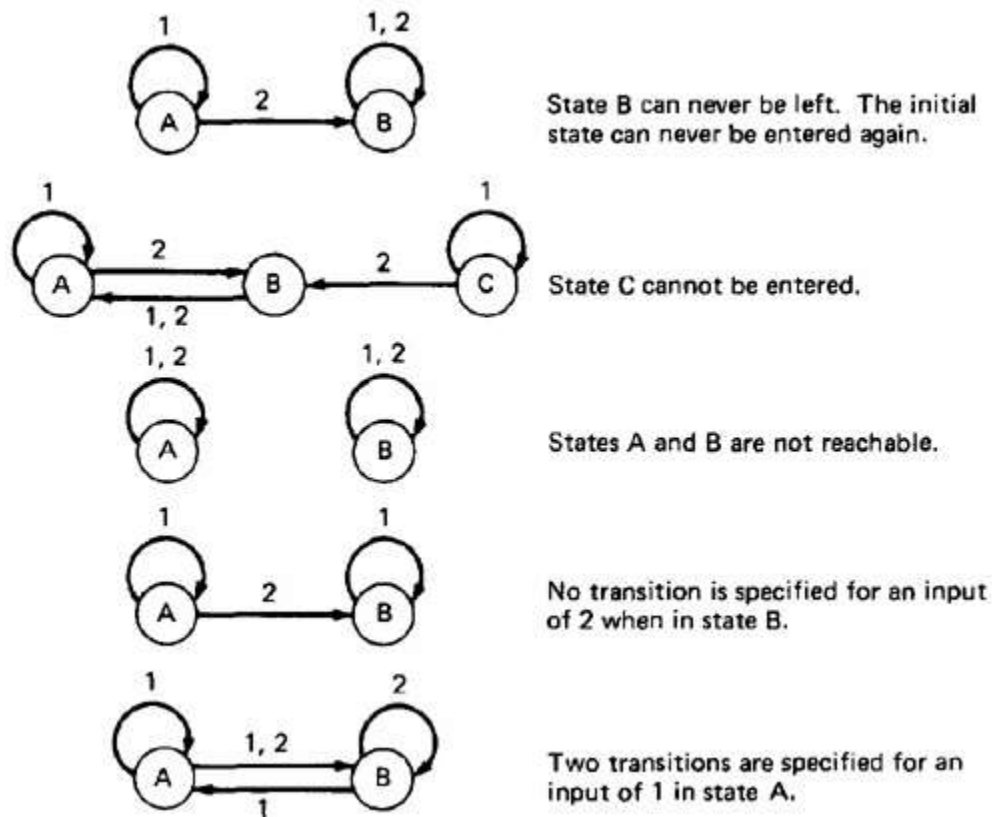 1
1, 2
A
2
B
State B can never be left. The initial
state can never be entered again.
1
1
A
2
B
2
C
1, 2
State C cannot be entered.
1, 2
1, 2
A
B
States A and B are not reachable.
1
1
A
2
B
No transition is specified for an input
of 2 when in state B.
1
2
A
1, 2
B
1
Two transitions are specified for an
input of 1 in state A.